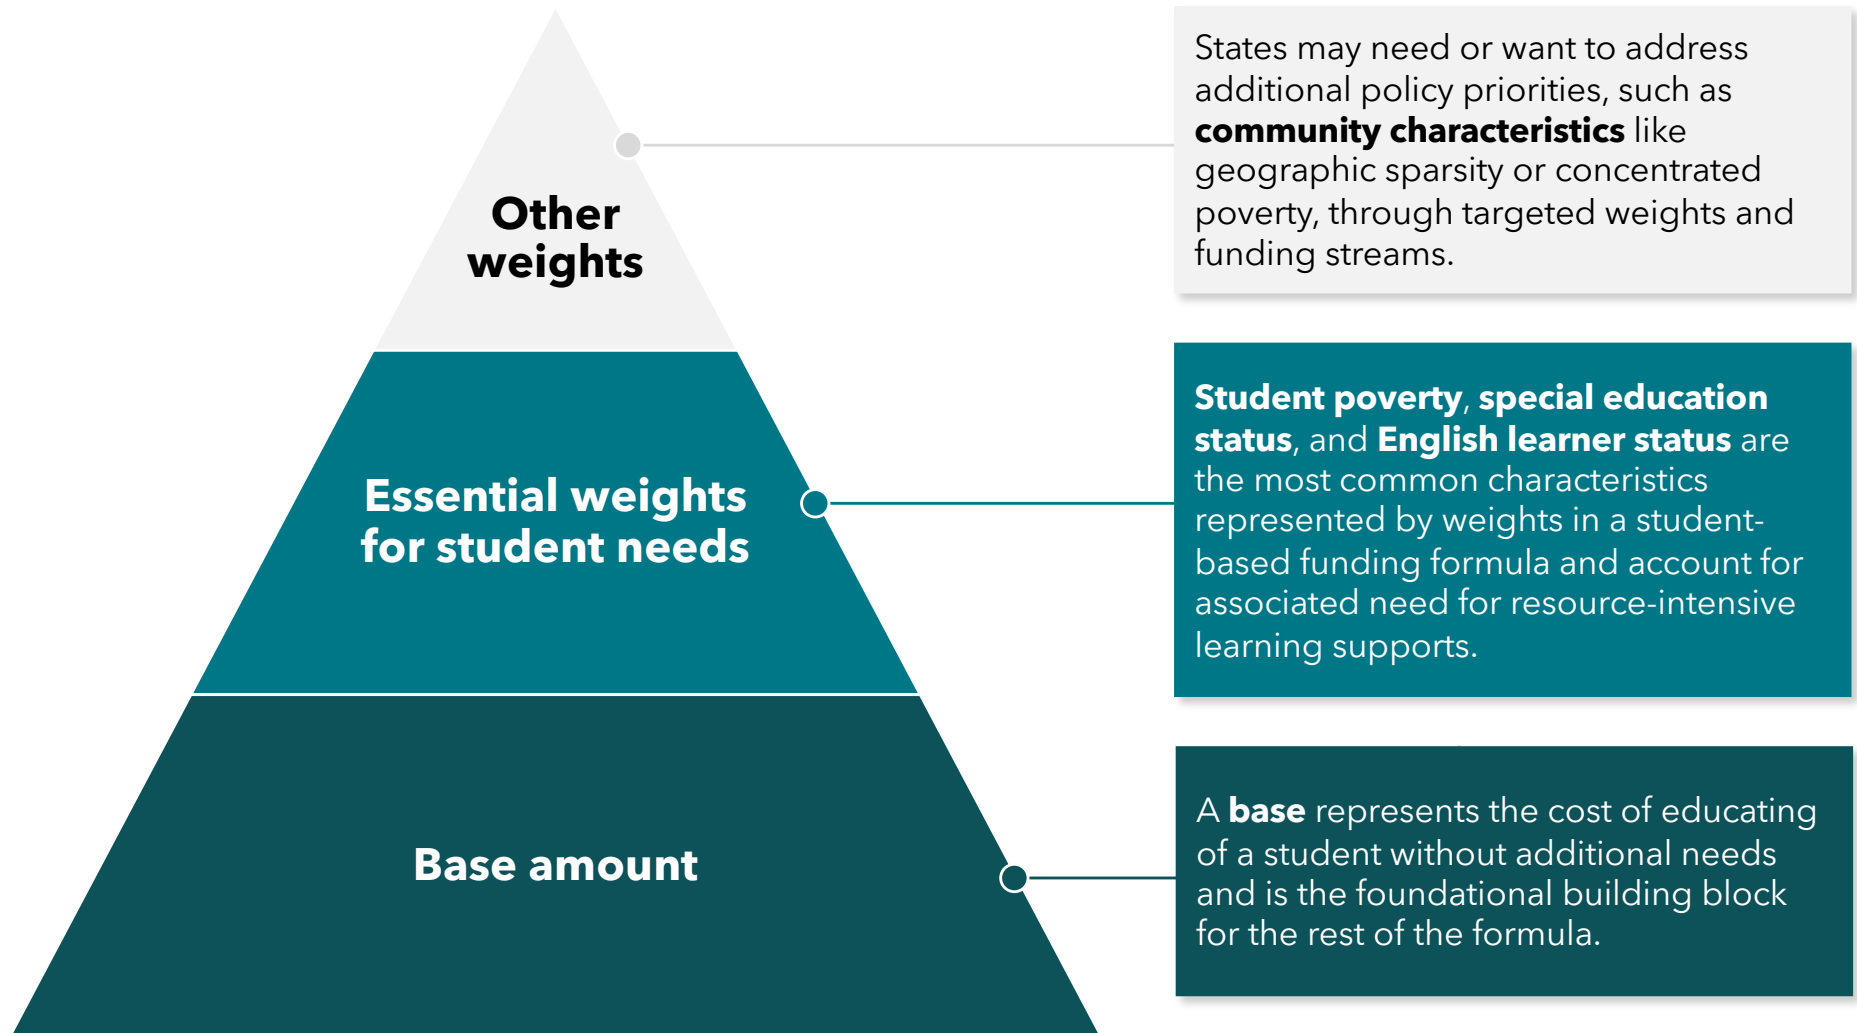 Other
weights
States may need or want to address
additional policy priorities, such as
community characteristics like
geographic sparsity or concentrated
poverty, through targeted weights and
funding streams.
Essential weights
for student needs
Student poverty, special education
status, and English learner status are
the most common characteristics
represented by weights in a student-
based funding formula and account for
associated need for resource-intensive
learning supports.
Base amount
A base represents the cost of educating
of a student without additional needs
and is the foundational building block
for the rest of the formula.